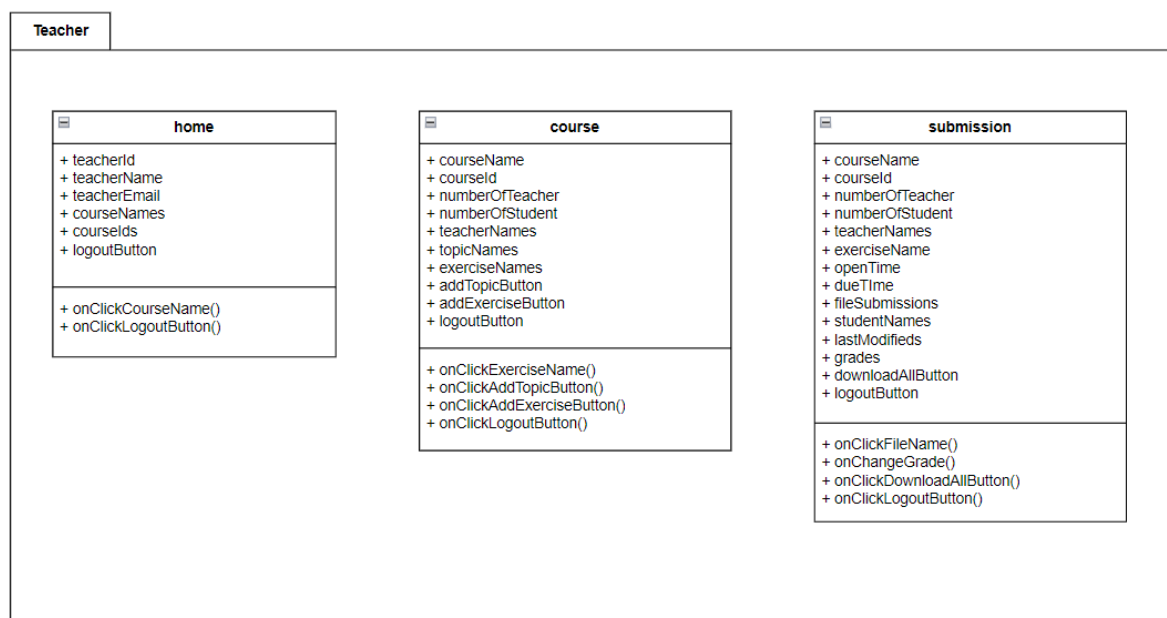 Teacher
home
+ teacherId
+ teacherName
+ teacherEmail
+ courseNames
+ courseIds
+ logoutButton
+ onClickCourseName()
+ onClickLogoutButton()
course
+ courseName
+ courseId
+ numberOfTeacher
+ numberOfStudent
+ teacherNames
+ topicNames
+ exerciseNames
+ addTopicButton
+ addExerciseButton
+ logoutButton
+ onClickExerciseName()
+ onClickAddTopicButton()
+ onClickAddExerciseButton()
+ onClickLogoutButton()
submission
+ courseName
+ courseId
+ numberOfTeacher
+ numberOfStudent
+ teacherNames
+ exerciseName
+ openTime
+ dueTIme
+ fileSubmissions
+ studentNames
+ lastModifieds
+ grades
+ downloadAllButton
+ logoutButton
+ onClickFileName()
+ onChangeGrade()
+ onClickDownloadAllButton()
+ onClickLogoutButton()